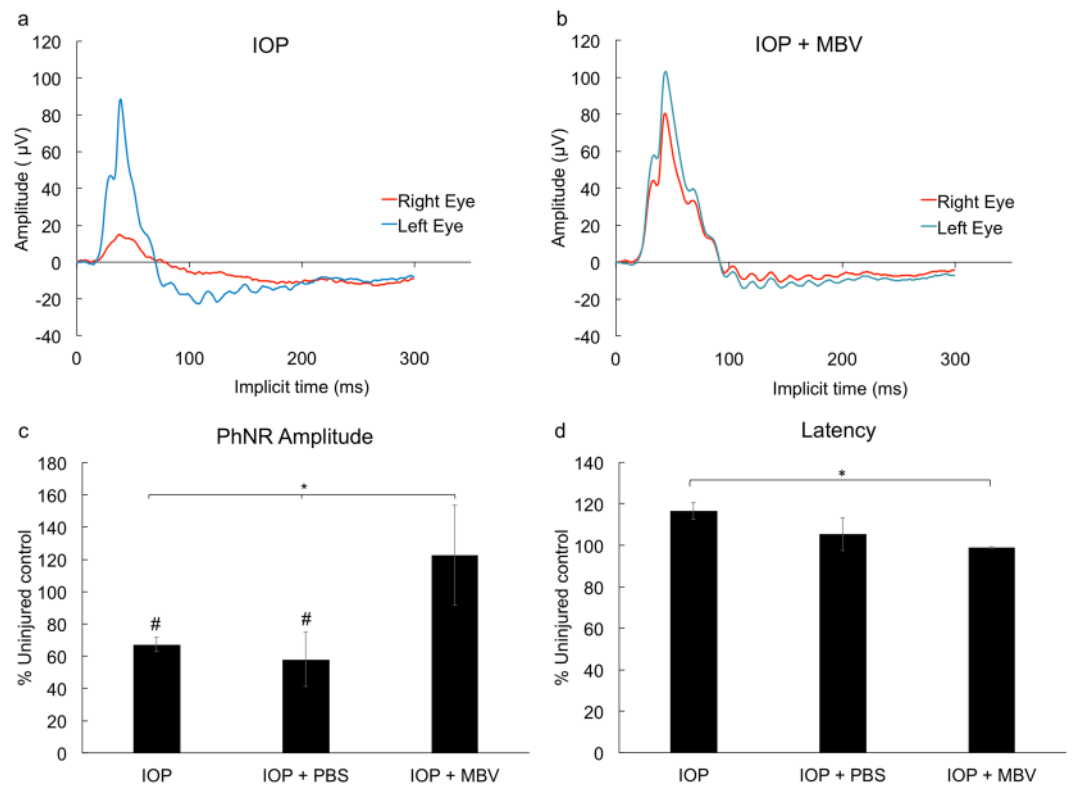 a
IOP
120
100
80
60
40
20
0
-20
-40
Amplitude ( µV)
Right Eye
Left Eye
0 100 200 300
Implicit time (ms)
b
IOP + MBV
120
100
80
60
40
20
0
-20
-40
Amplitude (µV)
Right Eye
Left Eye
0 100 200 300
Implicit time (ms)
c
PhNR Amplitude
180
160
140
120
100
80
60
40
20
0
% Uninjured control
*
# #
IOP IOP + PBS IOP + MBV
d
Latency
140
120
100
80
60
40
20
0
% Uninjured control
*
IOP IOP + PBS IOP + MBV